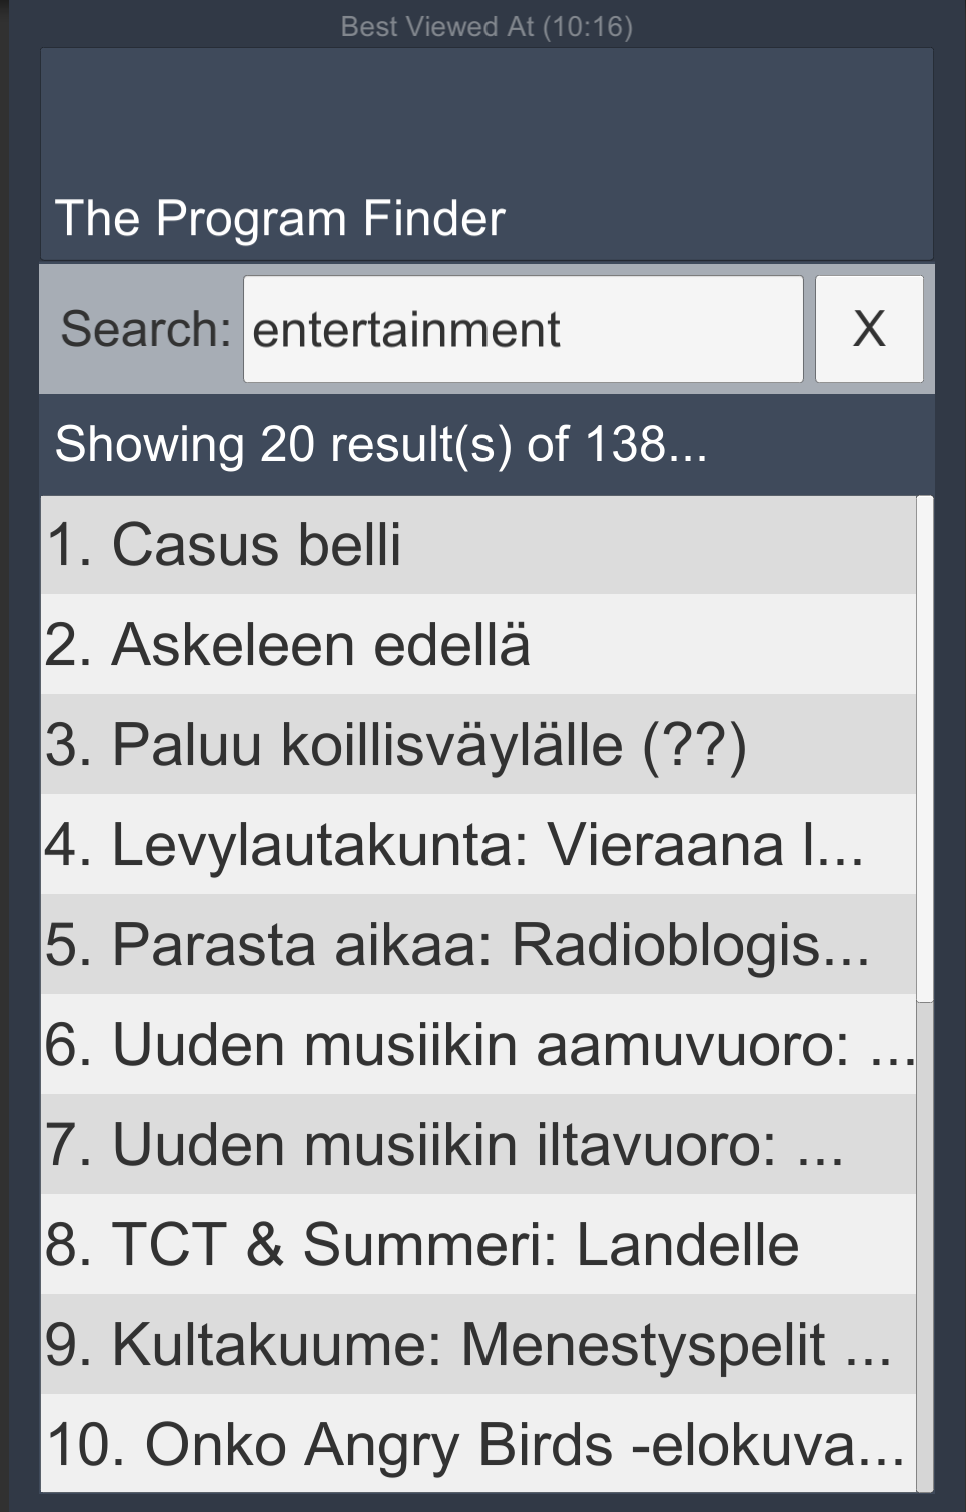 Best Viewed At (10:16)
The Program Finder
Search: entertainment X
Showing 20 result(s) of 138...
1. Casus belli
2. Askeleen edellä
3. Paluu koillisväylälle (??)
4. Levylautakunta: Vieraana l...
5. Parasta aikaa: Radioblogis...
6. Uuden musiikin aamuvuoro: ...
7. Uuden musiikin iltavuoro: ...
8. TCT & Summeri: Landelle
9. Kultakuume: Menestyspelit ...
10. Onko Angry Birds -elokuva...